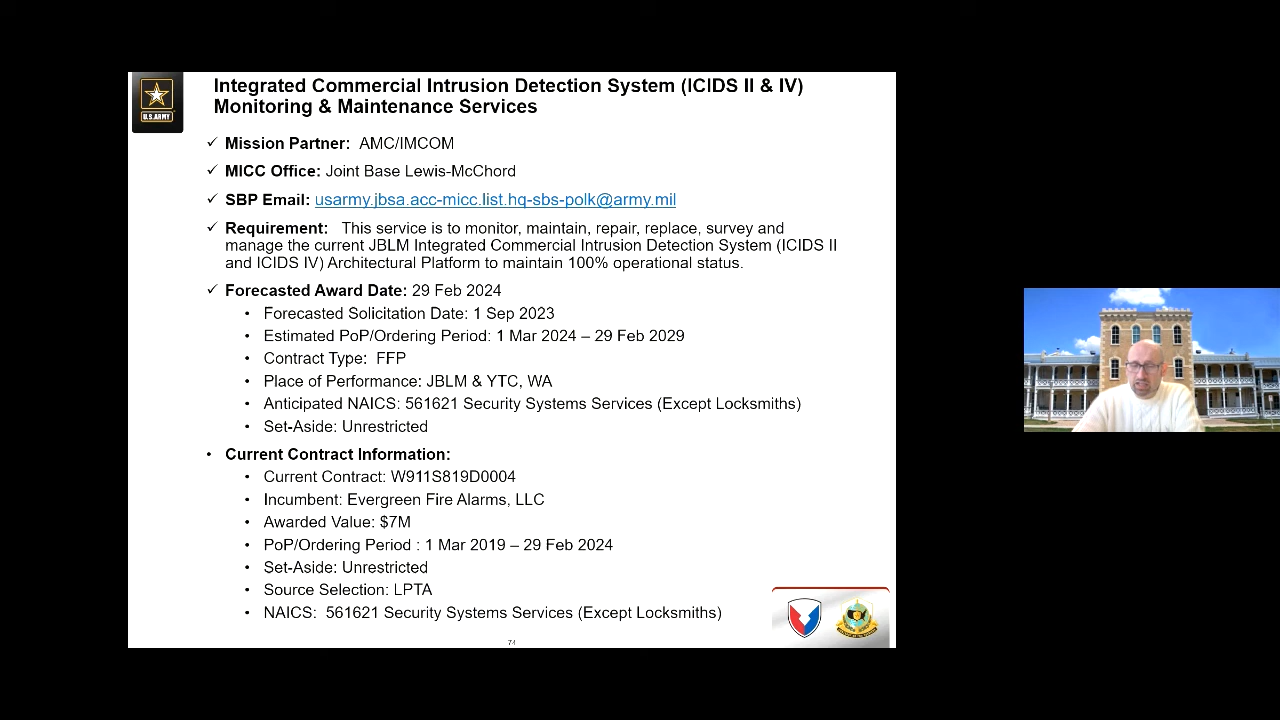 Integrated Commercial Intrusion Detection System (ICIDS II & IV)
Monitoring & Maintenance Services
U.S.ARMY
✓ Mission Partner: AMC/IMCOM
✓ MICC Office: Joint Base Lewis-McChord
✓ SBP Email: usarmy.jbsa.acc-micc.list.hq-sbs-polk@army.mil
✓ Requirement: This service is to monitor, maintain, repair, replace, survey and
manage the current JBLM Integrated Commercial Intrusion Detection System (ICIDS II
and ICIDS IV) Architectural Platform to maintain 100% operational status.
✓ Forecasted Award Date: 29 Feb 2024
• Forecasted Solicitation Date: 1 Sep 2023
• Estimated PoP/Ordering Period: 1 Mar 2024 – 29 Feb 2029
• Contract Type: FFP
• Place of Performance: JBLM & YTC, WA
• Anticipated NAICS: 561621 Security Systems Services (Except Locksmiths)
• Set-Aside: Unrestricted
• Current Contract Information:
• Current Contract: W911S819D0004
• Incumbent: Evergreen Fire Alarms, LLC
• Awarded Value: $7M
• PoP/Ordering Period : 1 Mar 2019 – 29 Feb 2024
• Set-Aside: Unrestricted
• Source Selection: LPTA
• NAICS: 561621 Security Systems Services (Except Locksmiths)
74